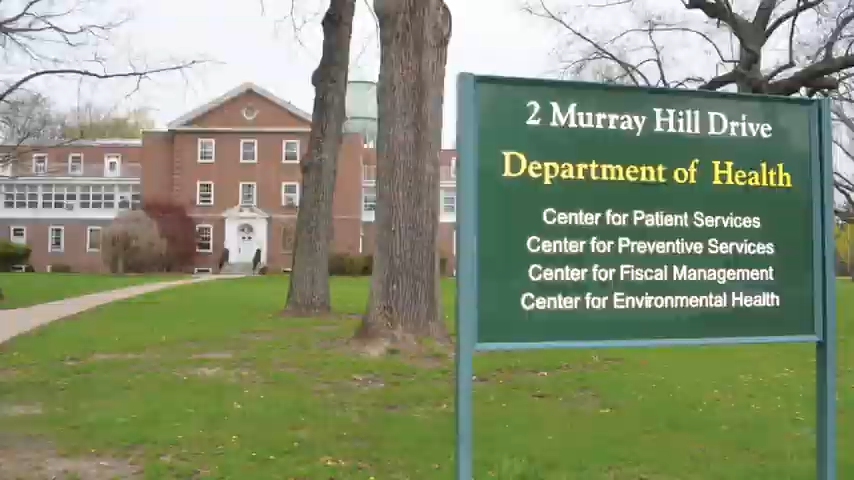 2 Murray Hill Drive
Department of Health
Center for Patient Services
Center for Preventive Services
Center for Fiscal Management
Center for Environmental Health